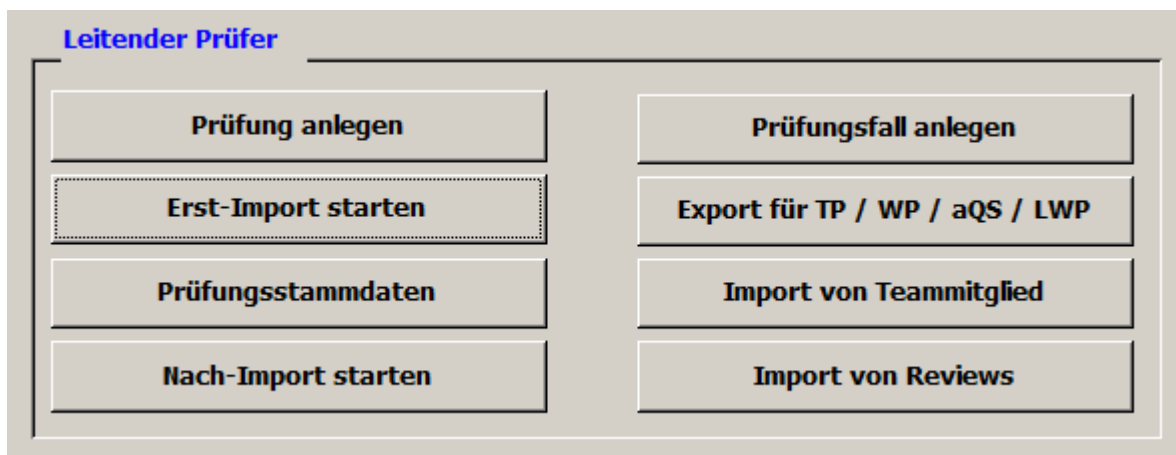 Leitender Prüfer
Prüfung anlegen
Prüfungsfall anlegen
Erst-Import starten
Export für TP / WP / aQS / LWP
Prüfungsstammdaten
Import von Teammitglied
Nach-Import starten
Import von Reviews